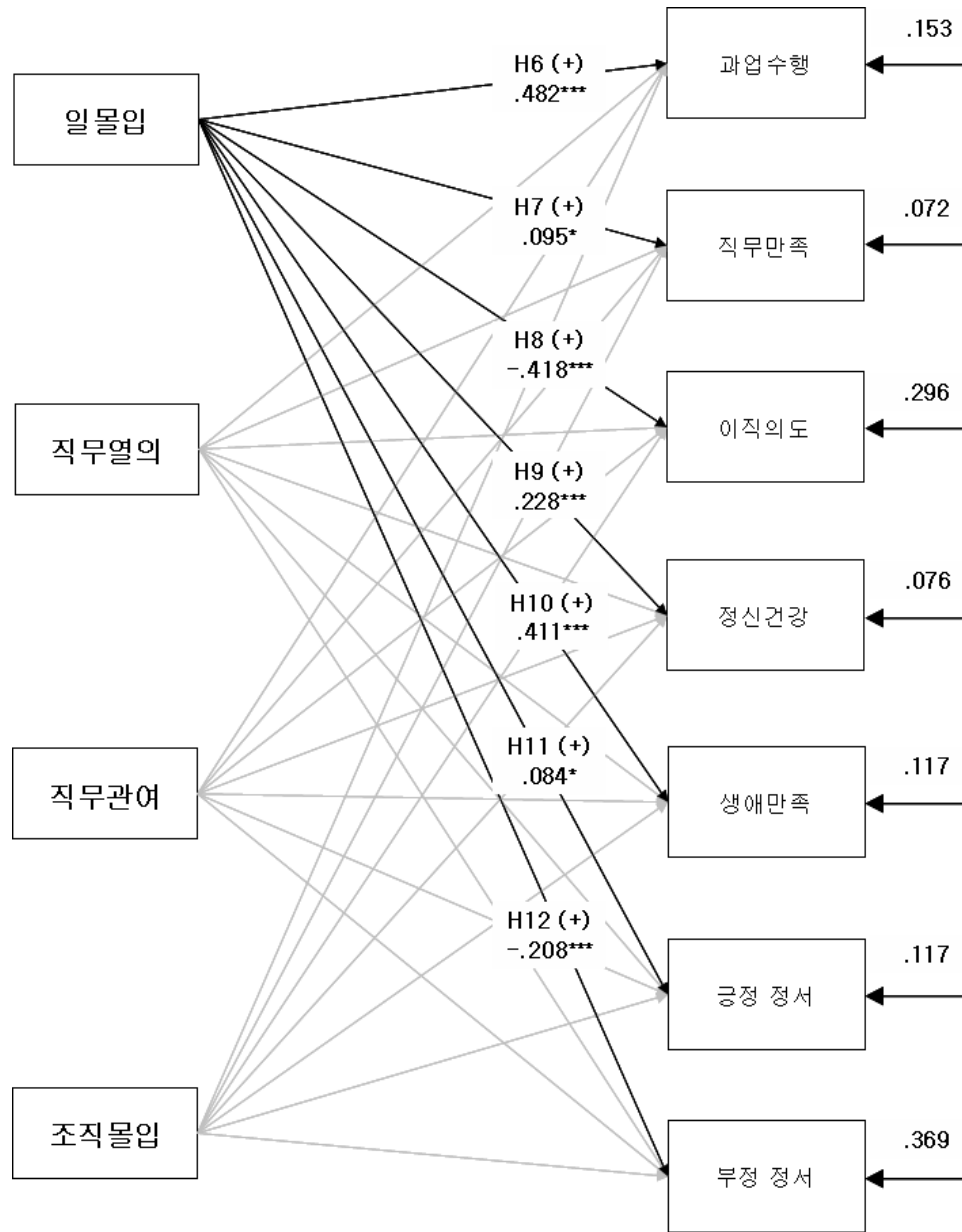 .153
H6 (+)
과업수행
.482***
일몰입
.072
H7 (+)
.095*
직무만족
H8 (+)
-.418***
.296
직무열의
이직의도
H9 (+)
.228***
.076
H10 (+)
.411***
정신건강
H11 (+)
.084*
.117
직무관여
생애만족
H12 (+)
-.208***
.117
긍정 정서
조직몰입
.369
부정 정서